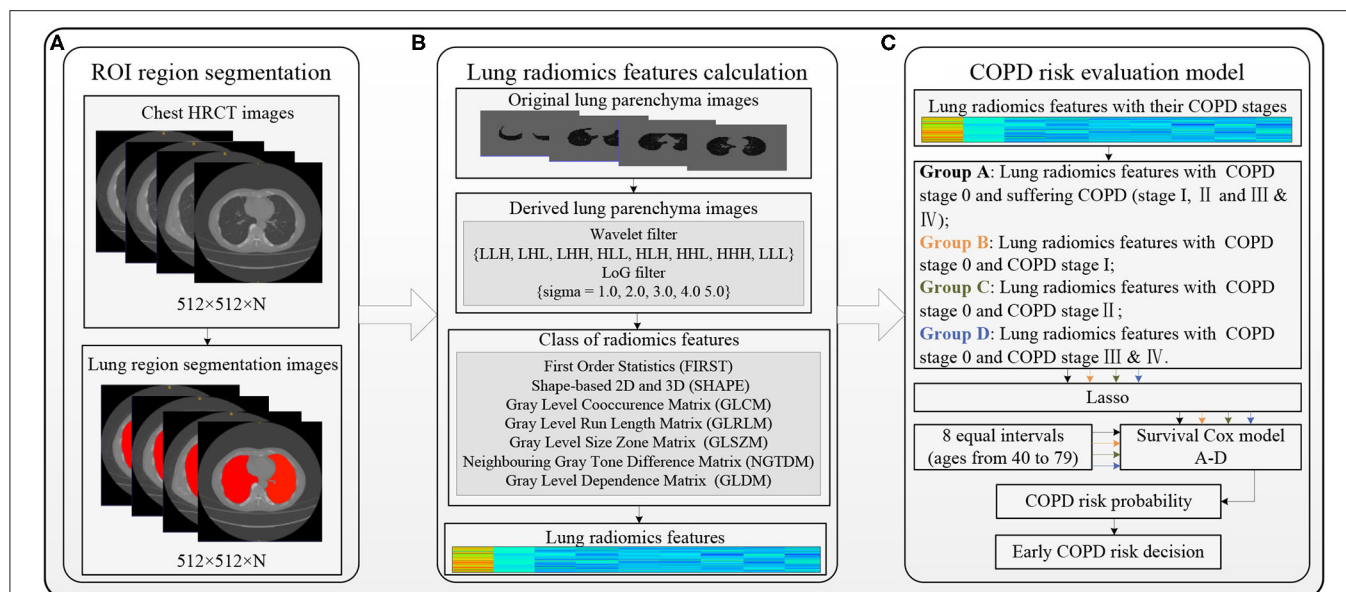 A
ROI region segmentation
Chest HRCT images
512×512×N
Lung region segmentation images
512×512×N
B
Lung radiomics features calculation
Original lung parenchyma images
Derived lung parenchyma images
Wavelet filter
{LLH, LHL, LHH, HLL, HLH, HHL, HHH, LLL}
LoG filter
{sigma = 1.0, 2.0, 3.0, 4.0 5.0}
Class of radiomics features
First Order Statistics (FIRST)
Shape-based 2D and 3D (SHAPE)
Gray Level Cooccurence Matrix (GLCM)
Gray Level Run Length Matrix (GLRLM)
Gray Level Size Zone Matrix (GLSZM)
Neighbouring Gray Tone Difference Matrix (NGTDM)
Gray Level Dependence Matrix (GLDM)
Lung radiomics features
C
COPD risk evaluation model
Lung radiomics features with their COPD stages
Group A: Lung radiomics features with COPD
stage 0 and suffering COPD (stage I, Ⅱ and Ⅲ &
Ⅳ);
Group B: Lung radiomics features with COPD
stage 0 and COPD stage I;
Group C: Lung radiomics features with COPD
stage 0 and COPD stage Ⅱ;
Group D: Lung radiomics features with COPD
stage 0 and COPD stage Ⅲ & Ⅳ.
Lasso
8 equal intervals
(ages from 40 to 79)
Survival Cox model
A-D
COPD risk probability
Early COPD risk decision